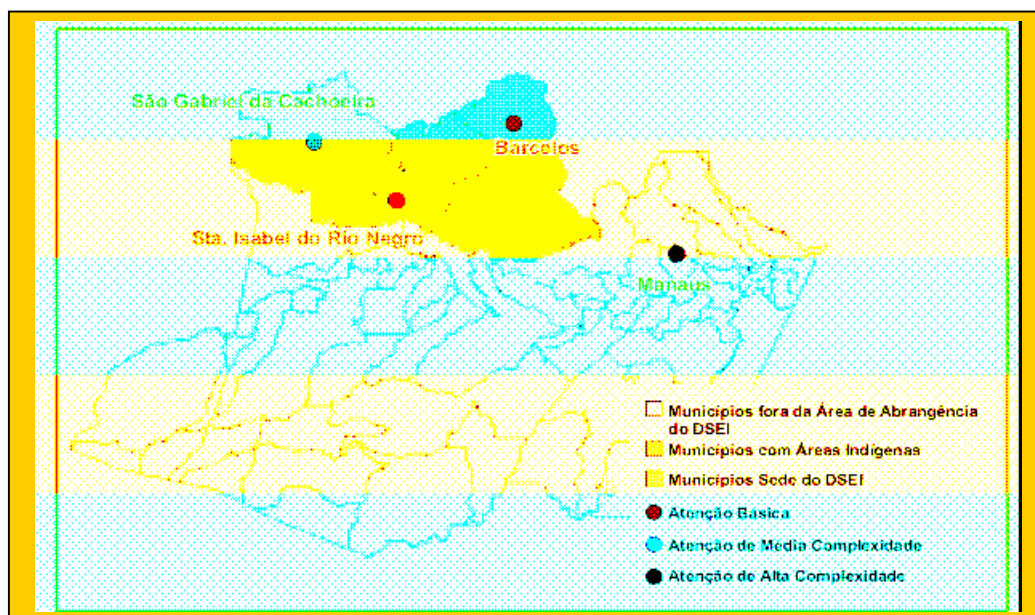 São Gabriel da Cachoeira
Barcelos
Sta. Isabel do Rio Negro
Manaus
Municípios fora da Área de Abrangência
do DSEI
Municípios com Áreas Indígenas
Municípios Sede do DSEI
Atenção Básica
Atenção de Média Complexidade
Atenção de Alta Complexidade